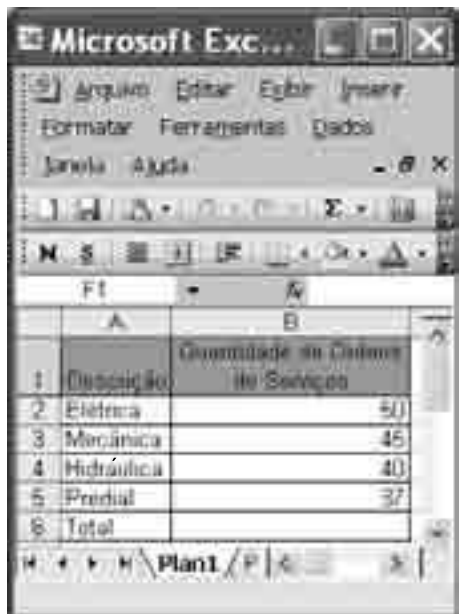 Microsoft Exc...
Arquivo Editar Exibir Inserir
Formatar Ferramentas Dados
Janela Ajuda
N S
F1 fx
A B
1 Descrição Quantidade de Ordens de Serviços
2 Elétrica 50
3 Mecânica 45
4 Hidráulica 40
5 Predial 37
6 Total
Plan1 / P